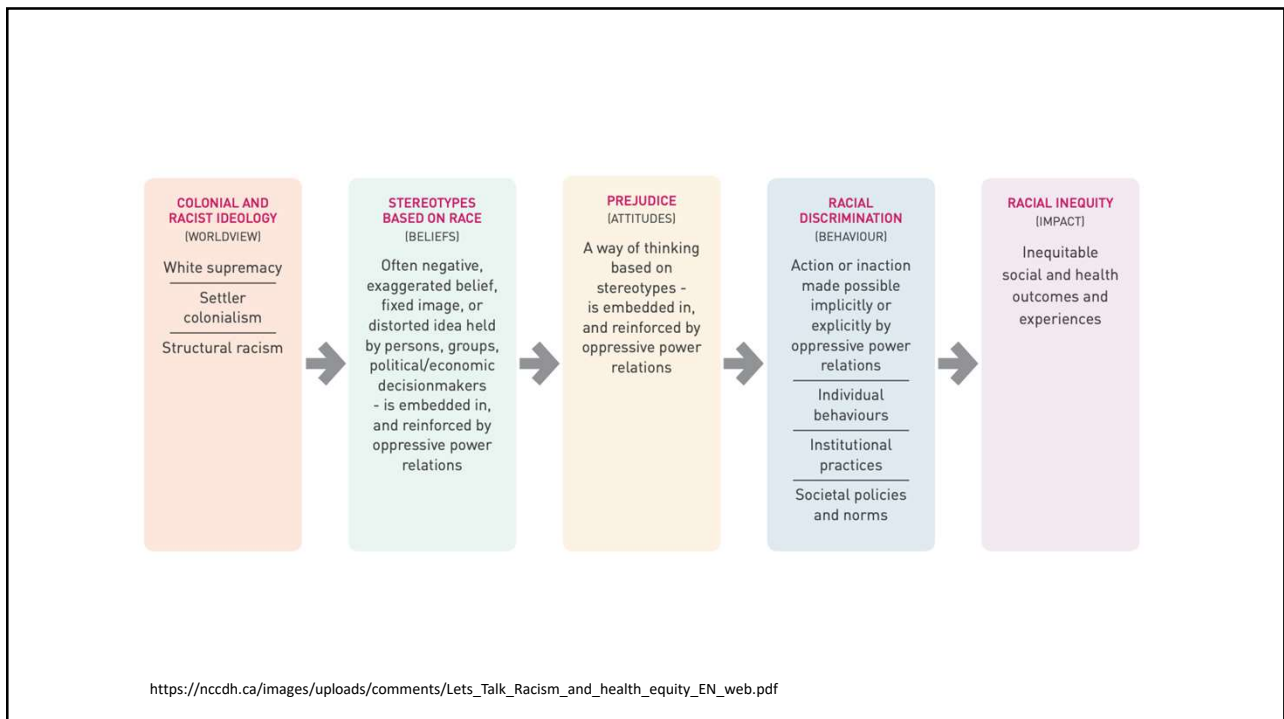 COLONIAL AND
RACIST IDEOLOGY
(WORLDVIEW)
White supremacy
Settler
colonialism
Structural racism
STEREOTYPES
BASED ON RACE
(BELIEFS)
Often negative,
exaggerated belief,
fixed image, or
distorted idea held
by persons, groups,
political/economic
decisionmakers
- is embedded in,
and reinforced by
oppressive power
relations
PREJUDICE
(ATTITUDES)
A way of thinking
based on
stereotypes -
is embedded in,
and reinforced by
oppressive power
relations
RACIAL
DISCRIMINATION
(BEHAVIOUR)
Action or inaction
made possible
implicitly or
explicitly by
oppressive power
relations
Individual
behaviours
Institutional
practices
Societal policies
and norms
RACIAL INEQUITY
(IMPACT)
Inequitable
social and health
outcomes and
experiences
https://nccdh.ca/images/uploads/comments/Lets_Talk_Racism_and_health_equity_EN_web.pdf